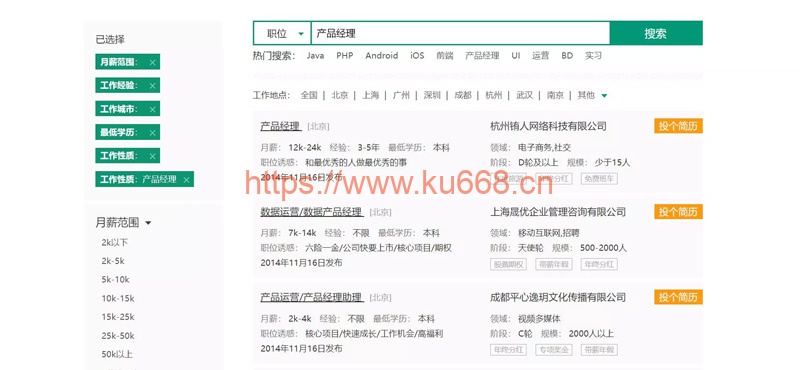 已选择
月薪范围： ×
工作经验： ×
工作城市： ×
最低学历： ×
工作性质： ×
工作性质：产品经理 ×
月薪范围
2k以下
2k-5k
5k-10k
10k-15k
15k-25k
25k-50k
50k以上
职位 产品经理 搜索
热门搜索： Java PHP Android iOS 前端 产品经理 UI 运营 BD 实习
工作地点： 全国 | 北京 | 上海 | 广州 | 深圳 | 成都 | 杭州 | 武汉 | 南京 | 其他
产品经理 [北京]
月薪： 12k-24k 经验： 3-5年 最低学历： 本科
职位诱惑： 和最优秀的人做最优秀的事
2014年11月16日发布
杭州销人网络科技有限公司 投个简历
领域： 电子商务,社交
阶段： D轮及以上 规模： 少于15人
年终分红 免费班车
https://www.ku668.cn
数据运营/数据产品经理 [北京]
月薪： 7k-14k 经验： 不限 最低学历： 本科
职位诱惑： 六险一金/公司快要上市/核心项目/期权
2014年11月16日发布
上海晟优企业管理咨询有限公司 投个简历
领域： 移动互联网,招聘
阶段： 天使轮 规模： 500-2000人
股票期权 带薪年假 年终分红
产品运营/产品经理助理 [北京]
月薪： 2k-4k 经验： 不限 最低学历： 本科
职位诱惑： 核心项目/快速成长/工作机会/高福利
2014年11月16日发布
成都平心逸玥文化传播有限公司 投个简历
领域： 视频多媒体
阶段： C轮 规模： 2000人以上
年终分红 专项奖金 带薪年假